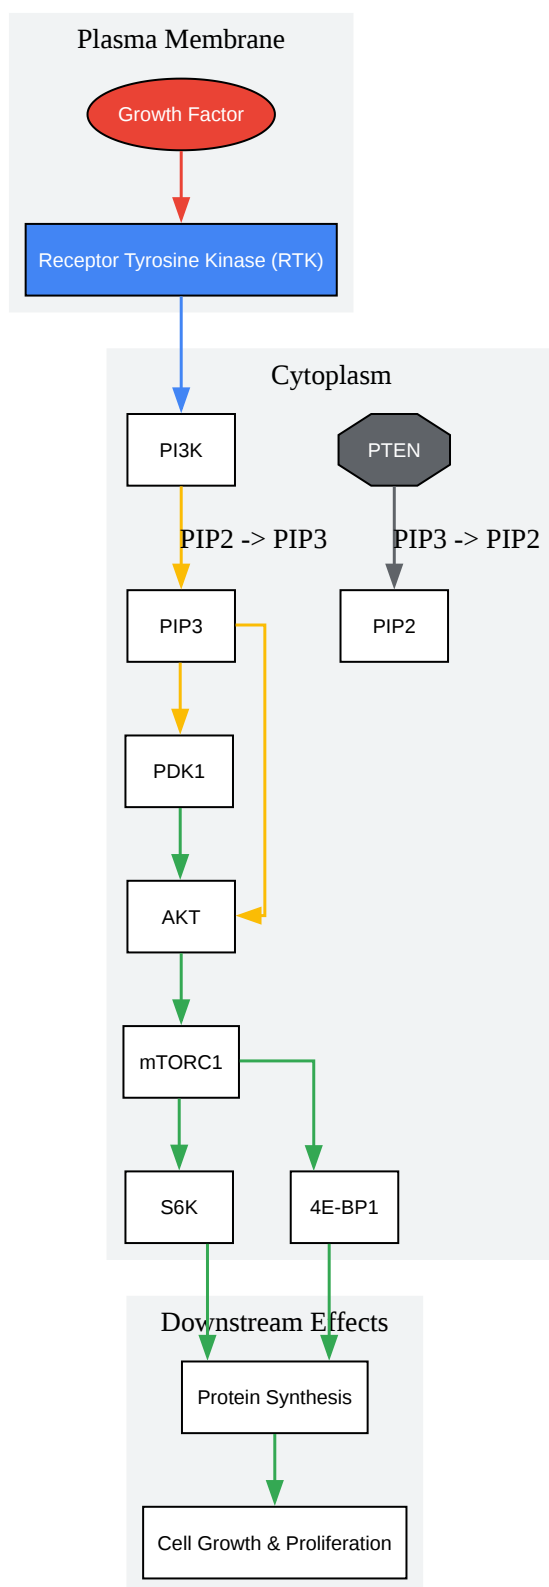 Plasma Membrane
Growth Factor
Receptor Tyrosine Kinase (RTK)
Cytoplasm
PI3K
PTEN
PIP2 -> PIP3
PIP3 -> PIP2
PIP3
PIP2
PDK1
AKT
mTORC1
S6K
4E-BP1
Downstream Effects
Protein Synthesis
Cell Growth & Proliferation